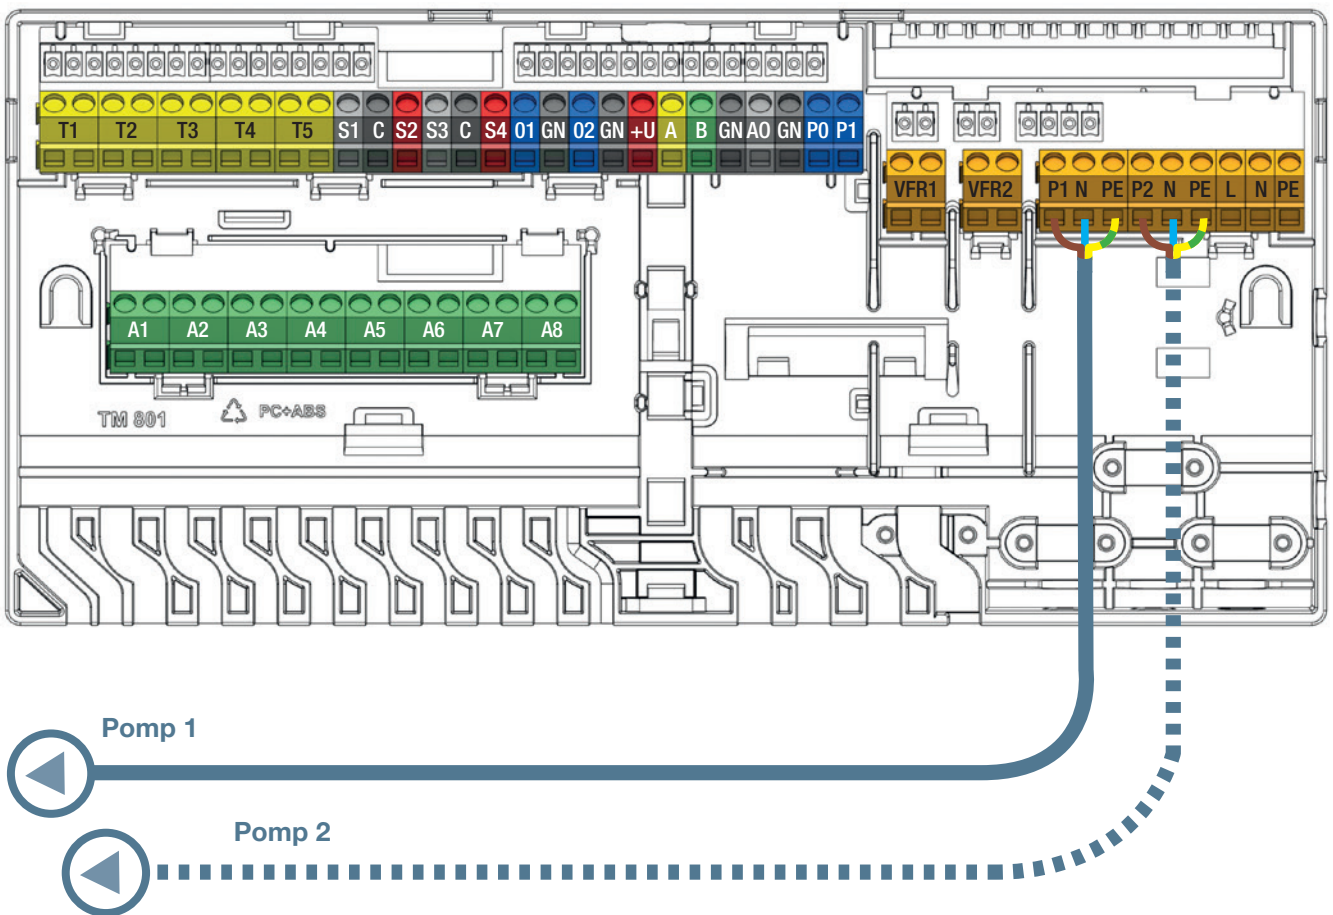 T1 T2 T3 T4 T5 S1 C S2 S3 C S4 01 GN 02 GN +U A B GN AO GN P0 P1
VFR1 VFR2 P1 N PE P2 N PE L N PE
A1 A2 A3 A4 A5 A6 A7 A8
TM 801 PC+ABS
Pomp 1
Pomp 2